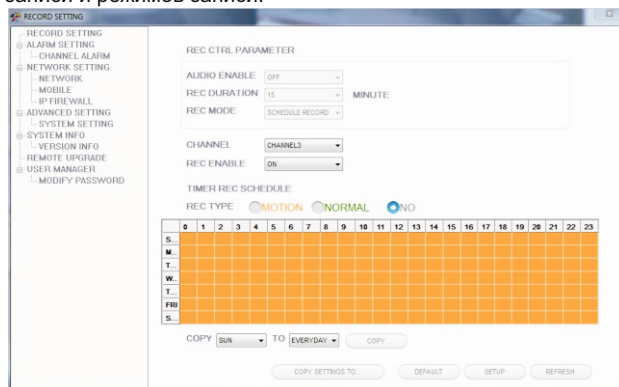 записи и режимов записи.
RECORD SETTING
RECORD SETTING
ALARM SETTING
CHANNEL ALARM
NETWORK SETTING
NETWORK
MOBILE
IP FIREWALL
ADVANCED SETTING
SYSTEM SETTING
SYSTEM INFO
VERSION INFO
REMOTE UPGRADE
USER MANAGER
MODIFY PASSWORD
REC CTRL PARAMETER
AUDIO ENABLE OFF
REC DURATION 15 MINUTE
REC MODE SCHEDULE RECORD
CHANNEL CHANNEL3
REC ENABLE ON
TIMER REC SCHEDULE
REC TYPE MOTION NORMAL NO
0 1 2 3 4 5 6 7 8 9 10 11 12 13 14 15 16 17 18 19 20 21 22 23
S...
M...
T...
W...
T...
FRI
S...
COPY SUN TO EVERYDAY COPY
COPY SETTINGS TO... DEFAULT SETUP REFRESH